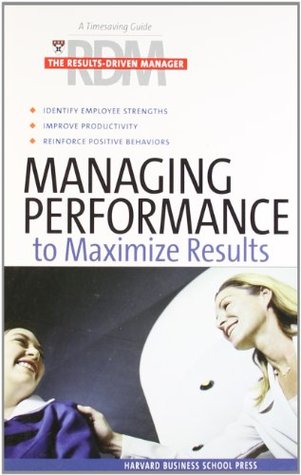 A Timesaving Guide
RDM
THE RESULTS-DRIVEN MANAGER
IDENTIFY EMPLOYEE STRENGTHS
IMPROVE PRODUCTIVITY
REINFORCE POSITIVE BEHAVIORS
MANAGING
PERFORMANCE
to Maximize Results
HARVARD BUSINESS SCHOOL PRESS